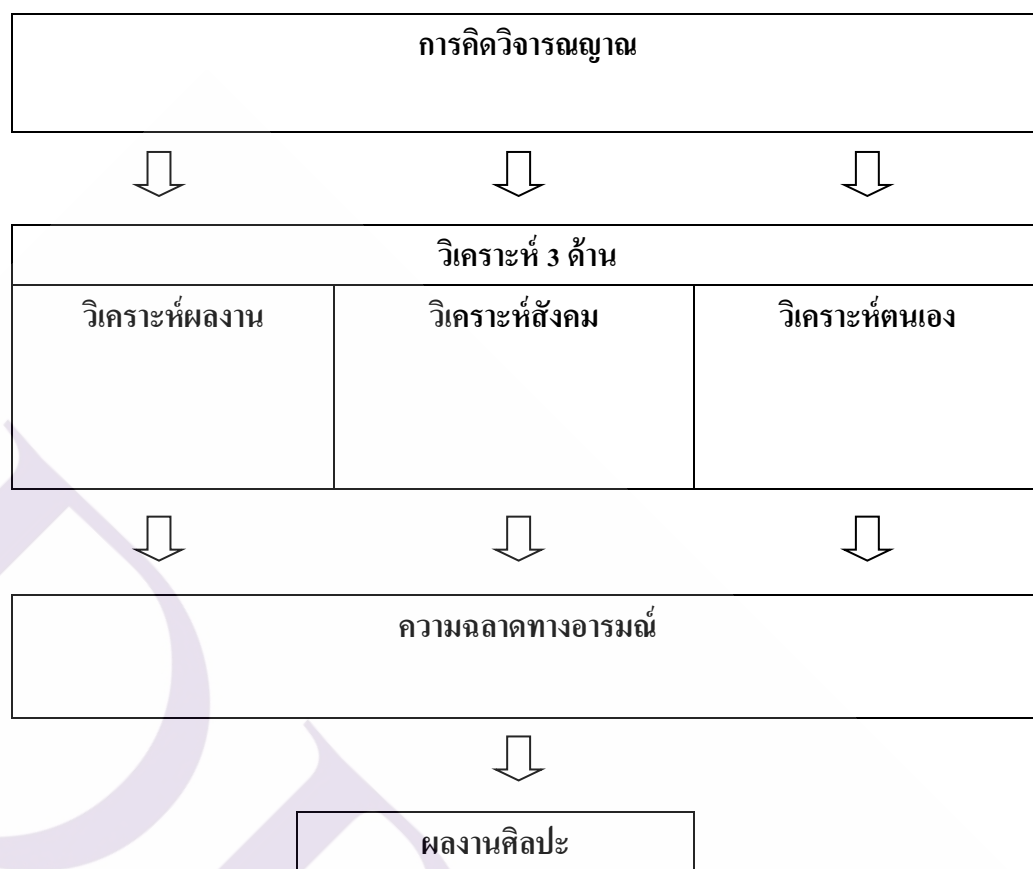 การคิดวิจารณญาณ
วิเคราะห์ 3 ด้าน
วิเคราะห์ผลงาน วิเคราะห์สังคม วิเคราะห์ตนเอง
ความฉลาดทางอารมณ์
ผลงานศิลปะ